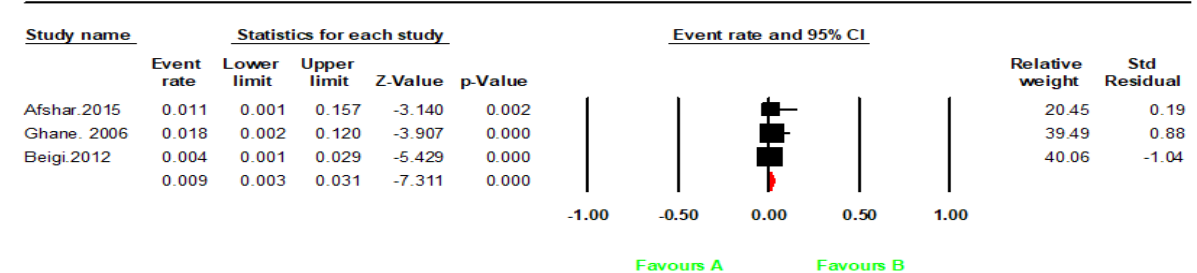 Study name Statistics for each study Event rate and 95% CI
Event Lower Upper Relative Std
rate limit limit Z-Value p-Value weight Residual
Afshar.2015 0.011 0.001 0.157 -3.140 0.002 20.45 0.19
Ghane. 2006 0.018 0.002 0.120 -3.907 0.000 39.49 0.88
Beigi.2012 0.004 0.001 0.029 -5.429 0.000 40.06 -1.04
0.009 0.003 0.031 -7.311 0.000
-1.00 -0.50 0.00 0.50 1.00
Favours A Favours B